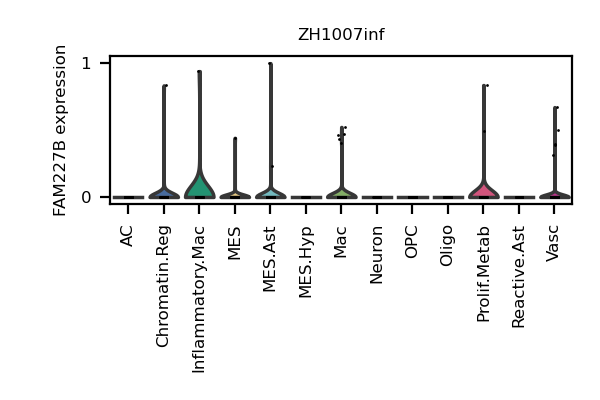 ZH1007inf
FAM227B expression
1
0
AC
Chromatin.Reg
Inflammatory.Mac
MES
MES.Ast
MES.Hyp
Mac
Neuron
OPC
Oligo
Prolif.Metab
Reactive.Ast
Vasc